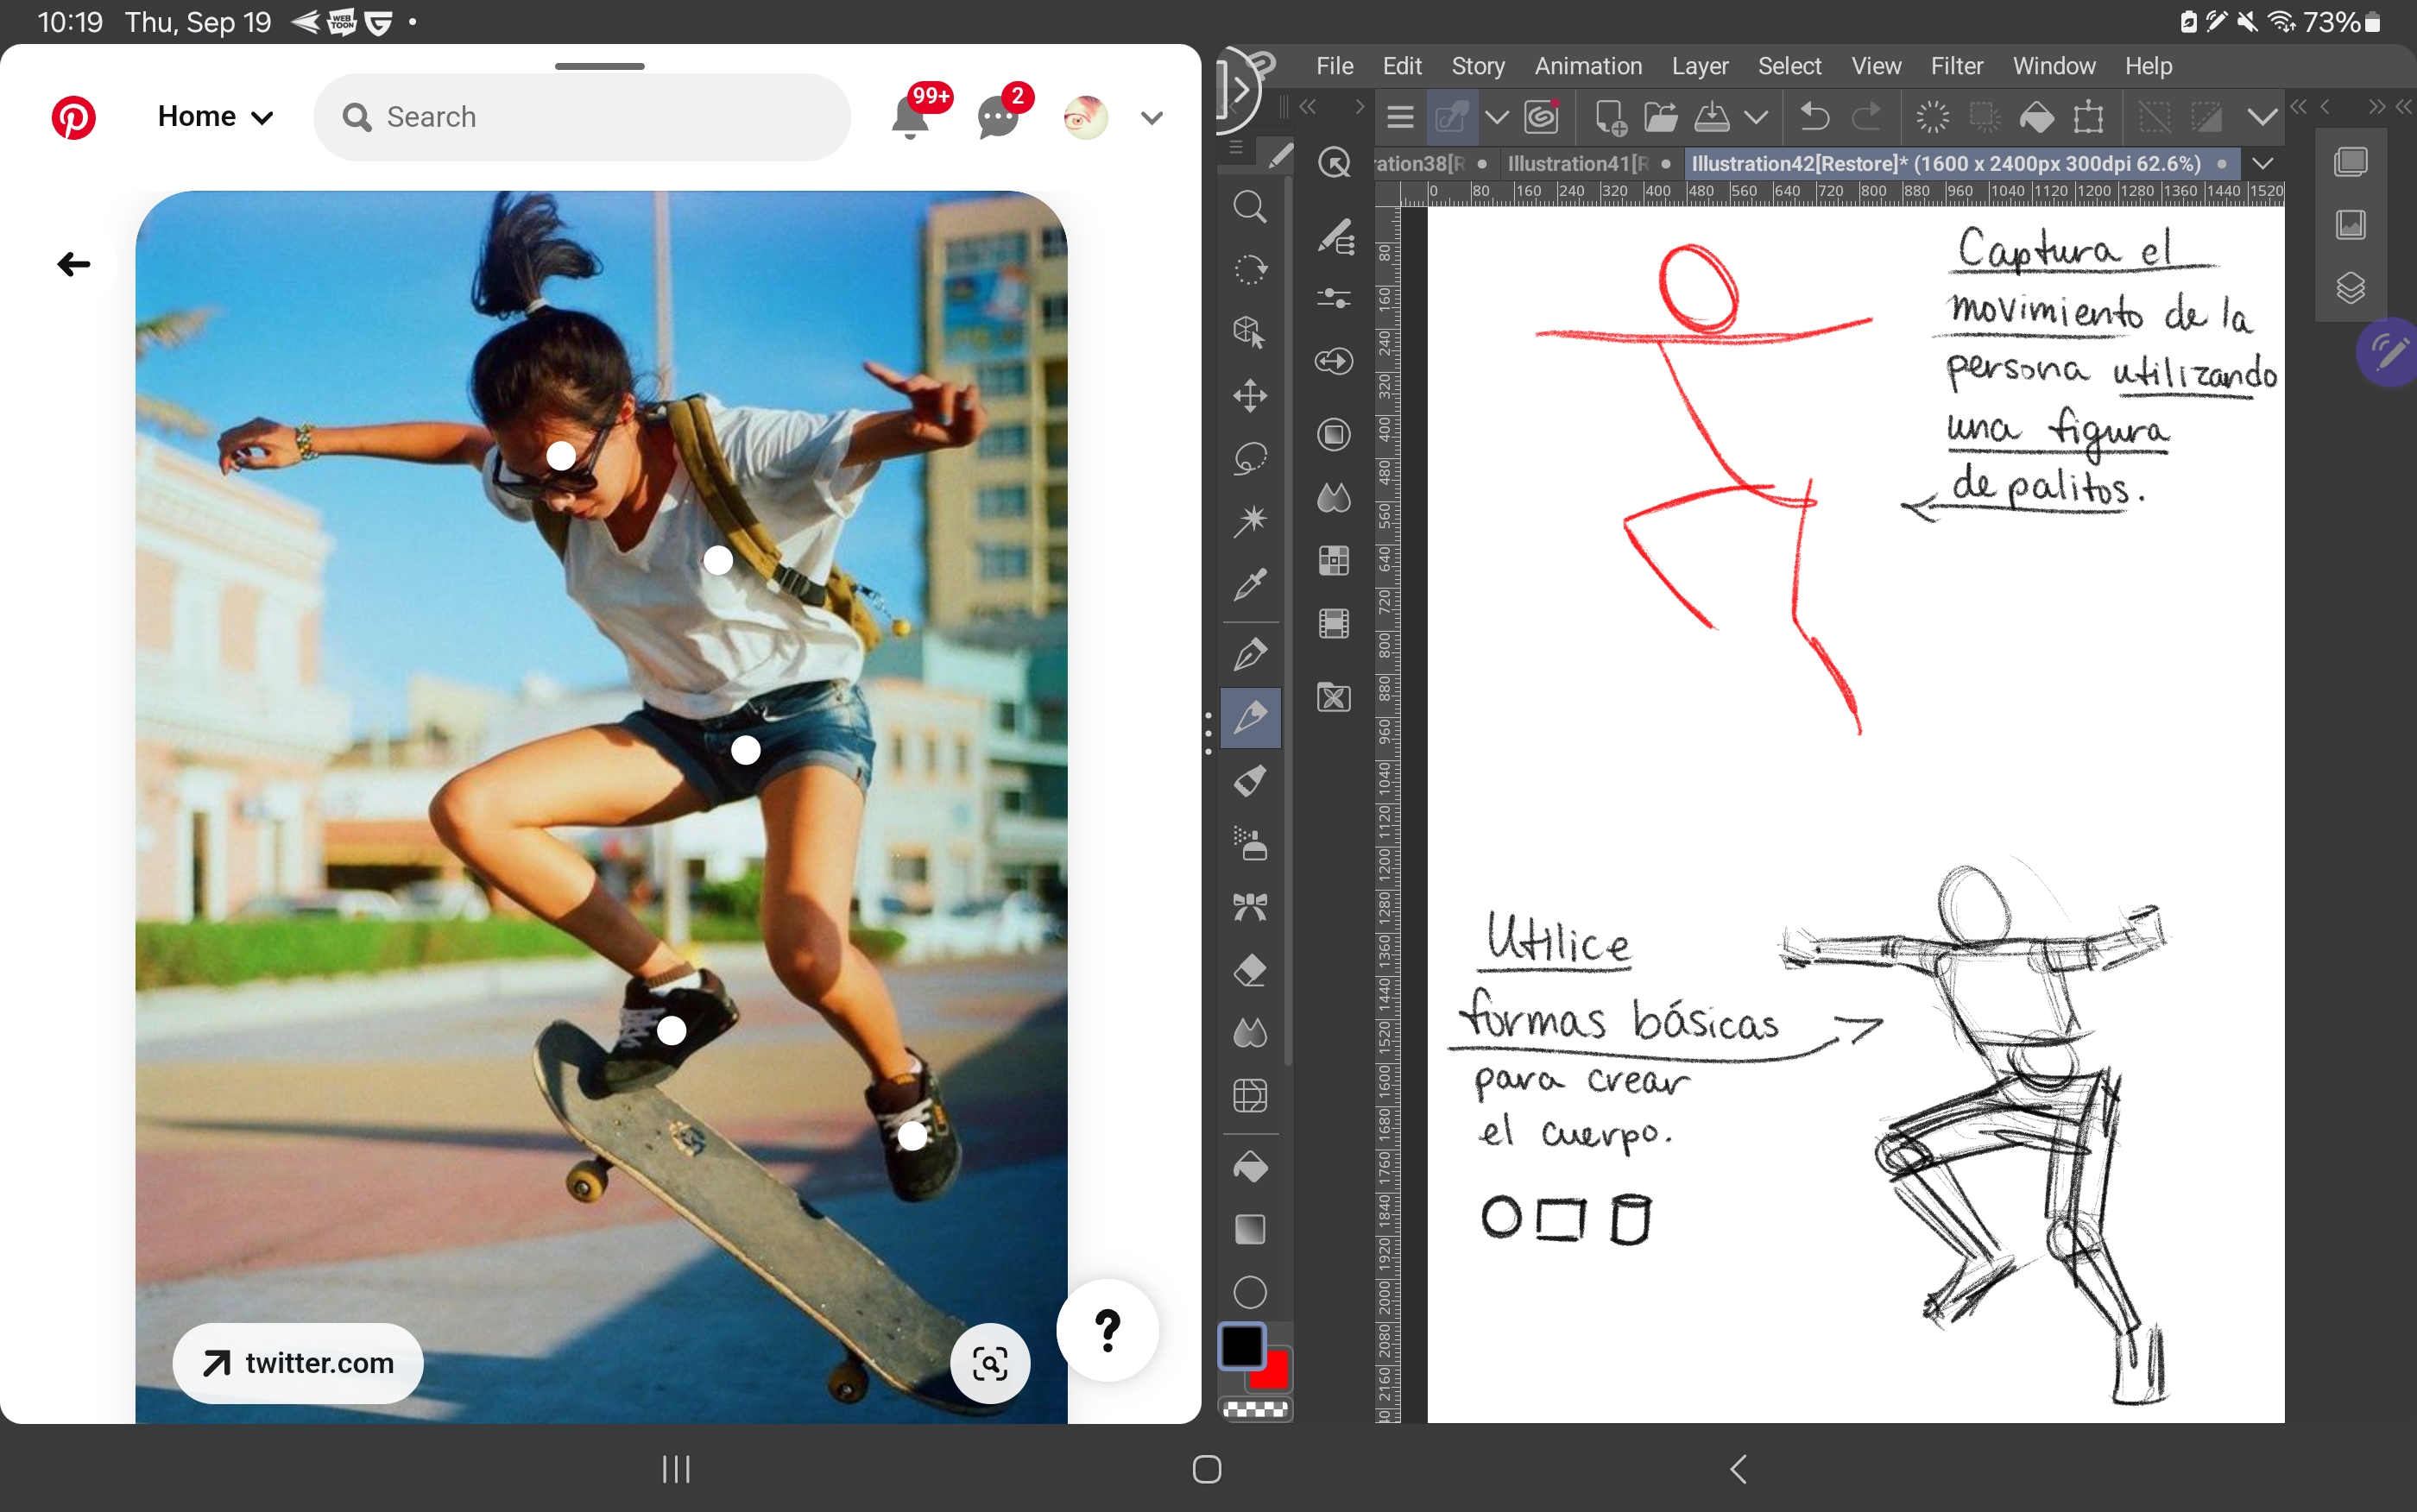 10:19 Thu, Sep 19
WEB
TOON
73%
Home
Search
99+
2
twitter.com
?
File Edit Story Animation Layer Select View Filter Window Help
ration38[R
Illustration41[R
Illustration42[Restore]* (1600 x 2400px 300dpi 62.6%)
0 80 160 240 320 400 480 560 640 720 800 880 960 1040 1120 1200 1280 1360 1440 1520
80
160
240
320
400
480
560
640
720
800
880
960
1040
1120
1200
1280
1360
1440
1520
1600
1680
1760
1840
1920
2000
2080
2160
Captura el
movimiento de la
persona utilizando
una figura
de palitos.
Utilice
formas básicas
para crear
el cuerpo.